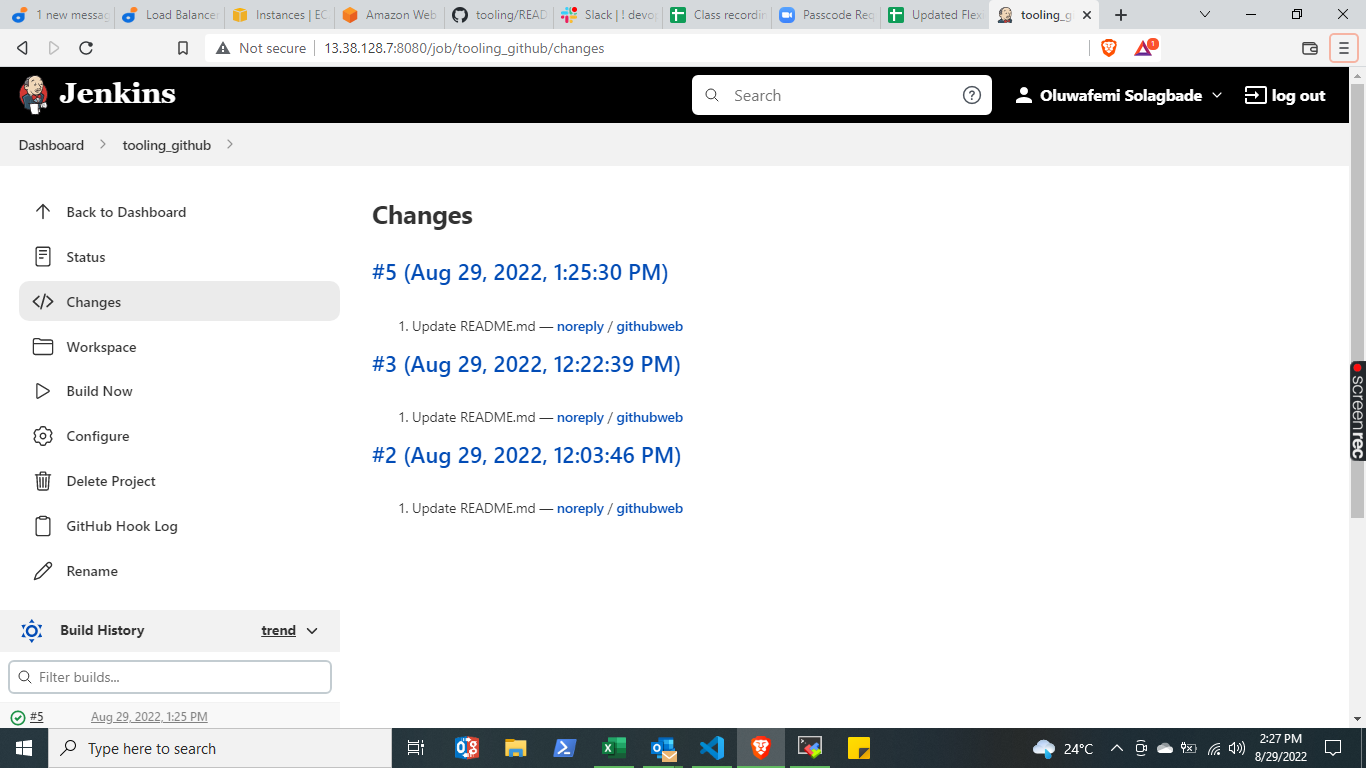 1 new messag
Load Balancer
Instances | EC
Amazon Web
tooling/READ
Slack | ! devop
Class recordin
Passcode Req
Updated Flexi
tooling_g
Not secure
13.38.128.7:8080/job/tooling_github/changes
1
Jenkins
Search
Oluwafemi Solagbade
log out
Dashboard
tooling_github
Back to Dashboard
Status
Changes
Workspace
Build Now
Configure
Delete Project
GitHub Hook Log
Rename
Build History
trend
Filter builds...
#5
Aug 29, 2022, 1:25 PM
Changes
#5 (Aug 29, 2022, 1:25:30 PM)
1. Update README.md — noreply / githubweb
#3 (Aug 29, 2022, 12:22:39 PM)
1. Update README.md — noreply / githubweb
#2 (Aug 29, 2022, 12:03:46 PM)
1. Update README.md — noreply / githubweb
screenrec
Type here to search
24°C
2:27 PM
8/29/2022